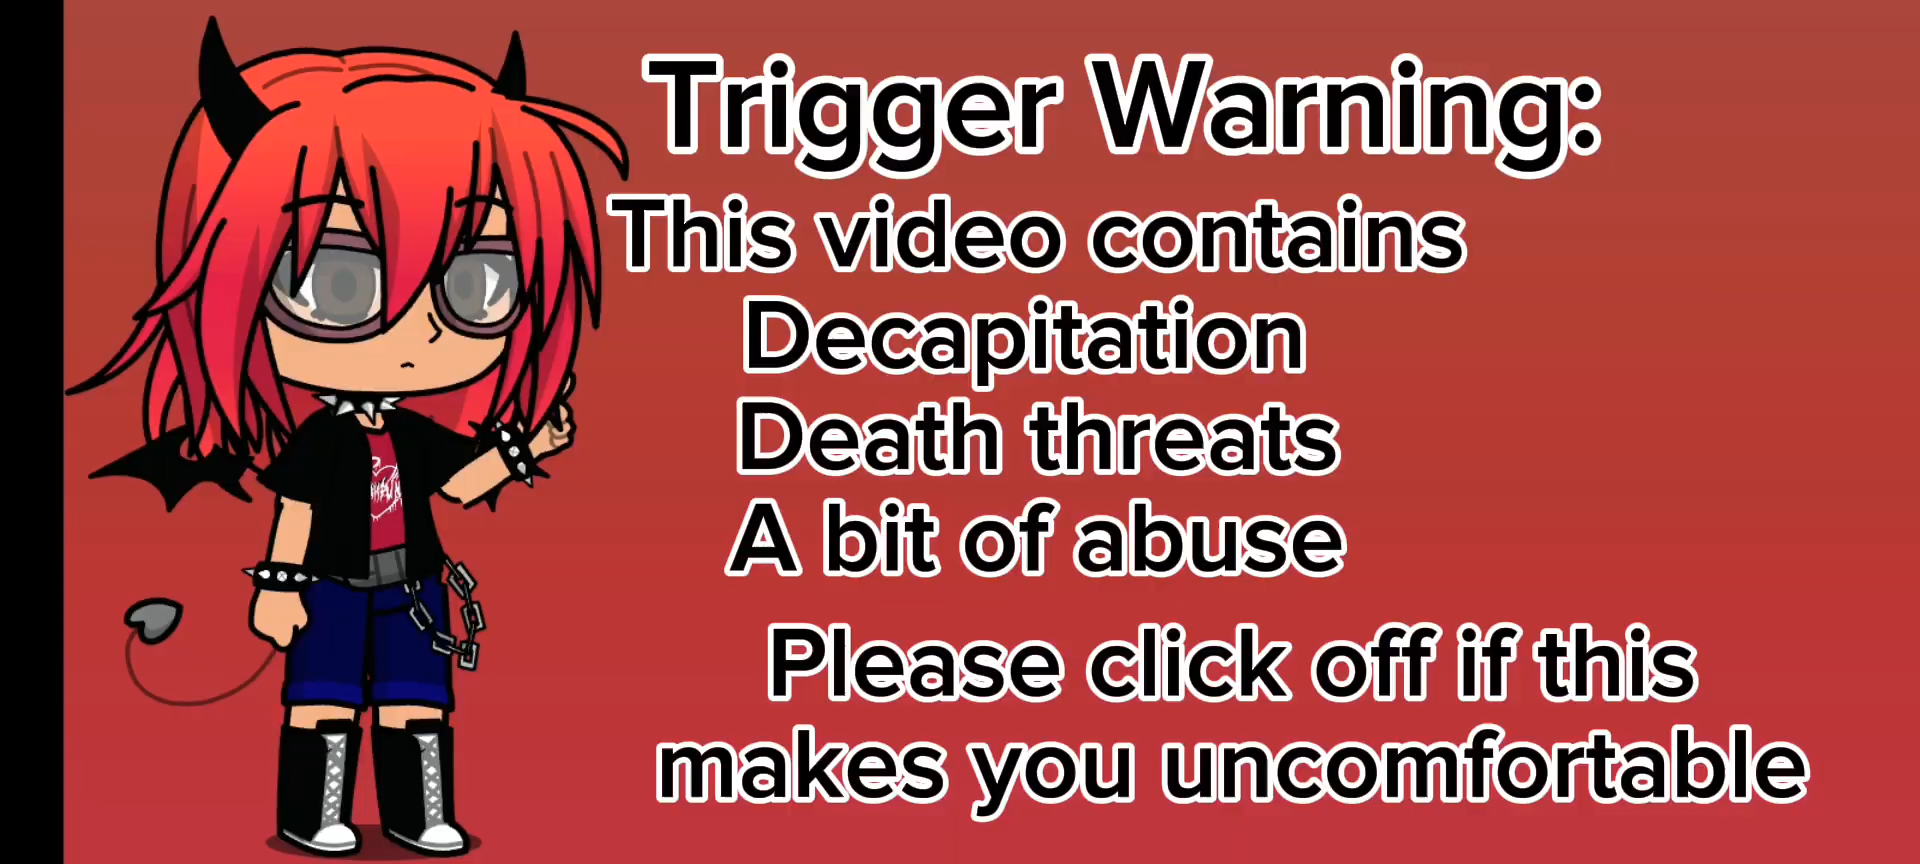 Trigger Warning:
This video contains
Decapitation
Death threats
A bit of abuse
Please click off if this
makes you uncomfortable